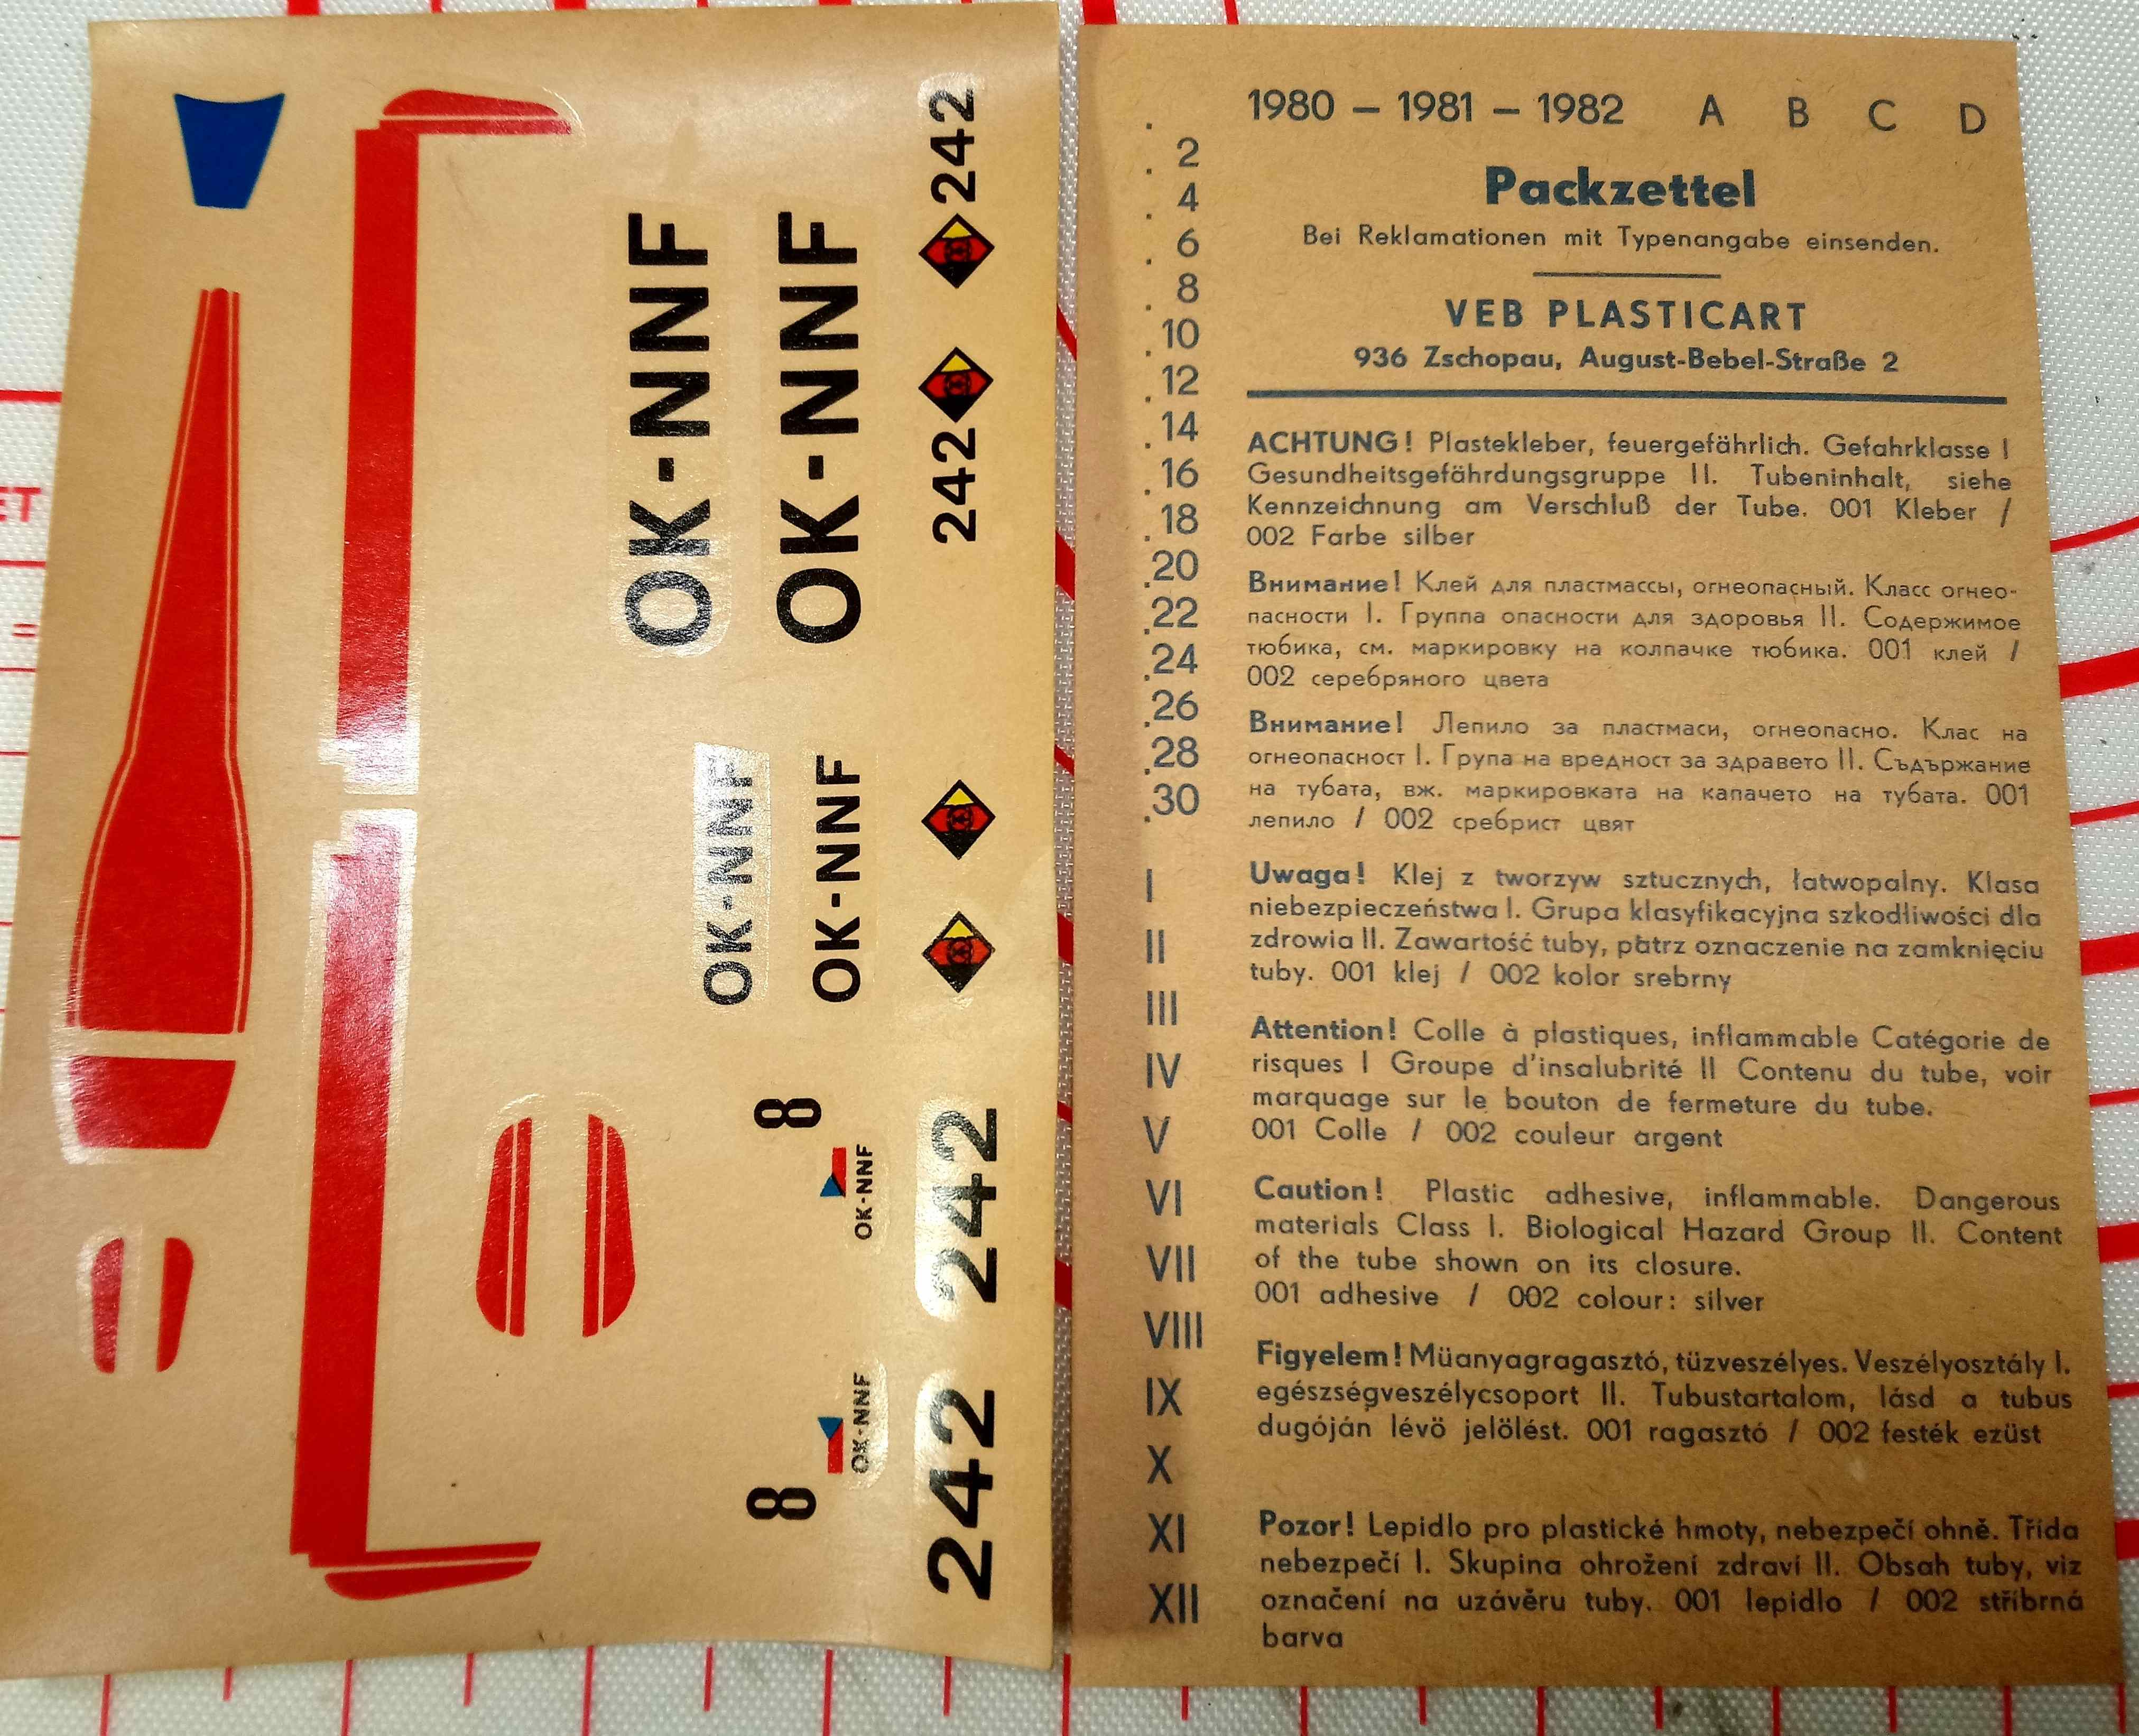 242
242
OK-NNF
OK-NNF
OK-NNF
OK-NNF
8
OK-NNF
242
8
OK-NNF
242
ET
=
1980 – 1981 – 1982 A B C D
. 2
. 4
. 6
. 8
. 10
. 12
. 14
. 16
. 18
. 20
. 22
. 24
. 26
. 28
. 30
.
I
II
III
IV
V
VI
VII
VIII
IX
X
XI
XII
Packzettel
Bei Reklamationen mit Typenangabe einsenden.
VEB PLASTICART
936 Zschopau, August-Bebel-Straße 2
ACHTUNG! Plastekleber, feuergefährlich. Gefahrklasse I
Gesundheitsgefährdungsgruppe II. Tubeninhalt, siehe
Kennzeichnung am Verschluß der Tube. 001 Kleber /
002 Farbe silber
Внимание! Клей для пластмассы, огнеопасный. Класс огнео-
пасности I. Группа опасности для здоровья II. Содержимое
тюбика, см. маркировку на колпачке тюбика. 001 клей /
002 серебряного цвета
Внимание! Лепило за пластмаси, огнеопасно. Клас на
огнеопасност I. Група на вредност за здравето II. Съдържание
на тубата, вж. маркировката на капачето на тубата. 001
лепило / 002 сребрист цвят
Uwaga! Klej z tworzyw sztucznych, łatwopalny. Klasa
niebezpieczeństwa I. Grupa klasyfikacyjna szkodliwości dla
zdrowia II. Zawartość tuby, patrz oznaczenie na zamknięciu
tuby. 001 klej / 002 kolor srebrny
Attention! Colle à plastiques, inflammable Catégorie de
risques I Groupe d'insalubrité II Contenu du tube, voir
marquage sur le bouton de fermeture du tube.
001 Colle / 002 couleur argent
Caution! Plastic adhesive, inflammable. Dangerous
materials Class I. Biological Hazard Group II. Content
of the tube shown on its closure.
001 adhesive / 002 colour: silver
Figyelem! Müanyagragasztó, tüzveszélyes. Veszélyosztály I.
egészségveszélycsoport II. Tubustartalom, lásd a tubus
dugóján lévö jelölést. 001 ragasztó / 002 festék ezüst
Pozor! Lepidlo pro plastické hmoty, nebezpečí ohně. Třída
nebezpečí I. Skupina ohrožení zdraví II. Obsah tuby, viz
označení na uzávěru tuby. 001 lepidlo / 002 stříbrná
barva